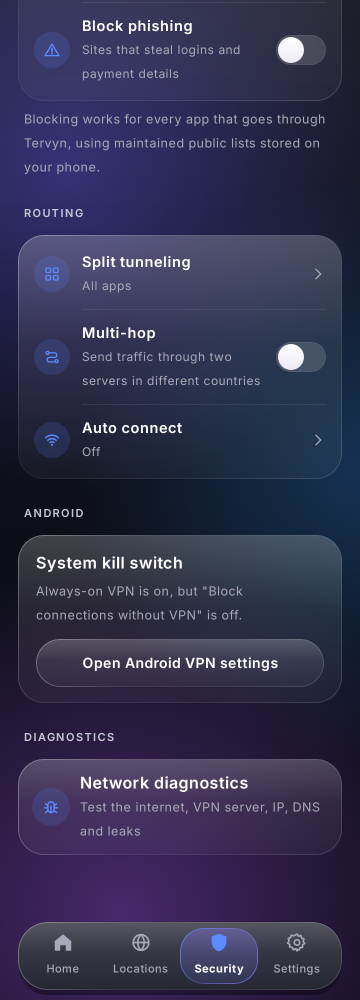 Block phishing
Sites that steal logins and
payment details
Blocking works for every app that goes through
Tervyn, using maintained public lists stored on
your phone.
ROUTING
Split tunneling
All apps
Multi-hop
Send traffic through two
servers in different countries
Auto connect
Off
ANDROID
System kill switch
Always-on VPN is on, but "Block
connections without VPN" is off.
Open Android VPN settings
DIAGNOSTICS
Network diagnostics
Test the internet, VPN server, IP, DNS
and leaks
Home
Locations
Security
Settings